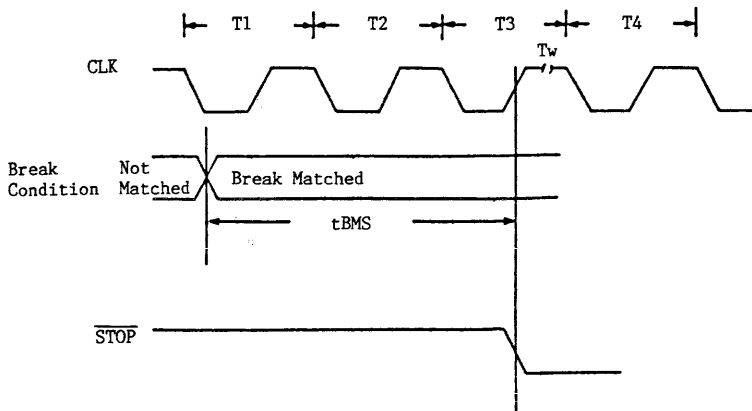 T1 T2 T3 T4
Tw
CLK
Break Condition Not Matched Break Matched
tBMS
STOP